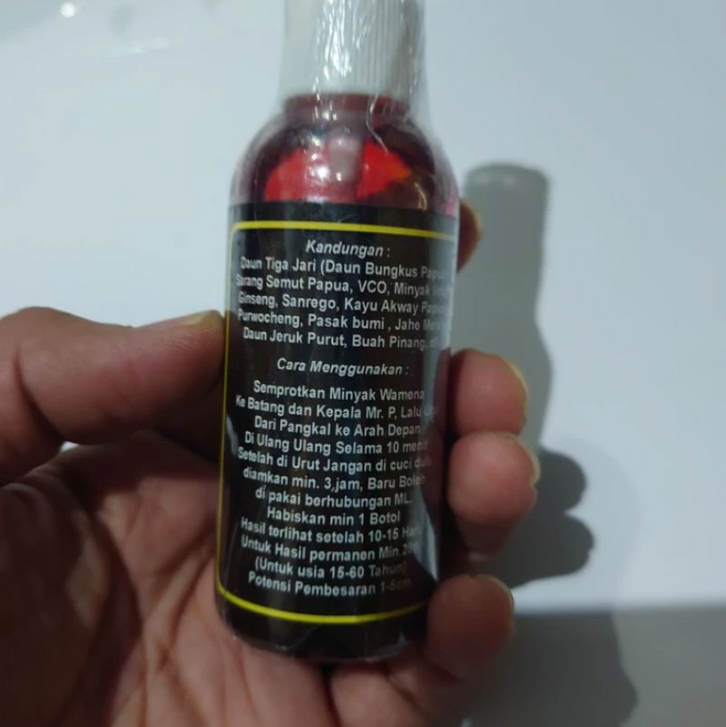 Kandungan :
Daun Tiga Jari (Daun Bungkus
Sarang Semut Papua, VCO, Minyak
Ginseng, Sanrego, Kayu Akway
Purwocheng, Pasak bumi , Jahe
Daun Jeruk Purut, Buah Pinang,
Cara Menggunakan :
Semprotkan Minyak Wamena
Ke Batang dan Kepala Mr. P, Lalu
Dari Pangkal ke Arah Depan
Di Ulang Ulang Selama 10
Setelah di Urut Jangan di cuci
diamkan min. 3,jam, Baru Boleh
di pakai berhubungan ML.
Habiskan min 1 Botol
Hasil terlihat setelah 10-15
Untuk Hasil permanen Min.
(Untuk usia 15-60 Tahun)
Potensi Pembesaran